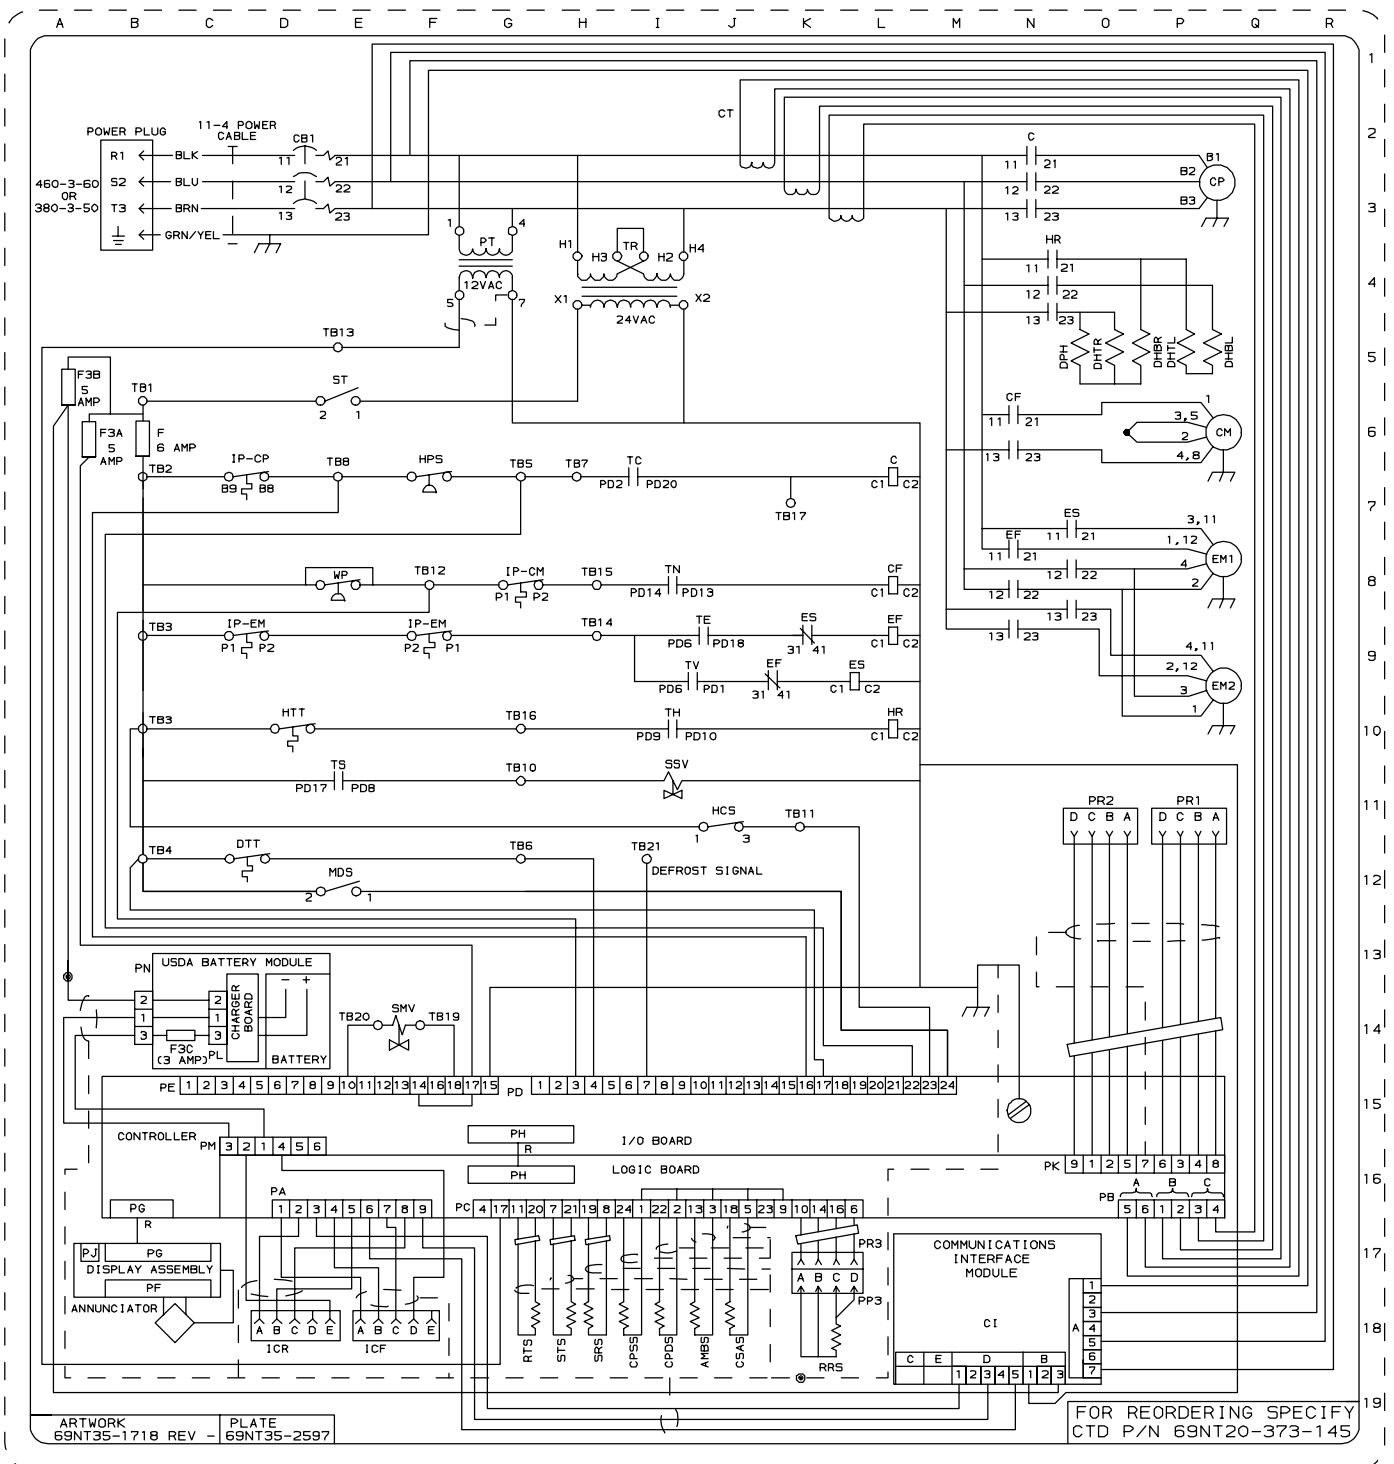 A B C D E F G H I J K L M N O P Q R
1
2
3
4
5
6
7
8
9
10
11
12
13
14
15
16
17
18
19
POWER PLUG
11-4 POWER
CABLE
CB1
CT
C
R1 BLK 11 21 11 21 B1
460-3-60 S2 BLU 12 22 12 22 B2 CP
OR
380-3-50 T3 BRN 13 23 13 23 B3
GRN/YEL
1 4
PT
12VAC
5 7
H1 H3 TR H2 H4
X1 X2
24VAC
HR
11 21
12 22
13 23
DPH DHTR DHBR DHTL DHBL
TB13
F3B
5
AMP
TB1
ST
2 1
F3A
5
AMP
F
6 AMP
CF
11 21
13 23
1
3,5
2
4,8
CM
TB2 IP-CP TB8 HPS TB5 TB7 TC C
B9 B8 PD2 PD20 C1 C2
TB17
ES
11 21
EF
11 21
12 22
12 22
13 23
13 23
3,11
1,12
4
2
EM1
WP TB12 IP-CM TB15 TN CF
P1 P2 PD14 PD13 C1 C2
TB3 IP-EM IP-EM TB14 TE ES EF
P1 P2 P2 P1 PD6 PD18 31 41 C1 C2
TV EF ES
PD6 PD1 31 41 C1 C2
4,11
2,12
3
1
EM2
TB3 HTT TB16 TH HR
PD9 PD10 C1 C2
TS TB10 SSV
PD17 PD8
HCS TB11
1 3
PR2 PR1
D C B A D C B A
TB4 DTT TB6 TB21
DEFROST SIGNAL
MDS
2 1
USDA BATTERY MODULE
PN
2
1
3
2
1
3
CHARGER
BOARD
- +
F3C
(3 AMP)
PL
BATTERY
TB20 SMV TB19
PE 1 2 3 4 5 6 7 8 9 10 11 12 13 14 16 18 17 15
PD 1 2 3 4 5 6 7 8 9 10 11 12 13 14 15 16 17 18 19 20 21 22 23 24
CONTROLLER
PM 3 2 1 4 5 6
PH
R
PH
I/O BOARD
LOGIC BOARD
PK 9 1 2 5 7 6 3 4 8
A B C
PB 5 6 1 2 3 4
PA
1 2 3 4 5 6 7 8 9
PC 4 17 11 20 7 21 19 8 24 1 22 2 13 3 18 5 23 9 10 14 16 6
PG
R
PJ PG
DISPLAY ASSEMBLY
PF
ANNUNCIATOR
A B C D E
ICR
A B C D E
ICF
RTS STS SRS CPSS CPDS AMBS CSAS
PR3
A B C D
PP3
RRS
COMMUNICATIONS
INTERFACE
MODULE
CI
A
1
2
3
4
5
6
7
C E D B
1 2 3 4 5 1 2 3
ARTWORK
69NT35-1718 REV -
PLATE
69NT35-2597
FOR REORDERING SPECIFY
CTD P/N 69NT20-373-145